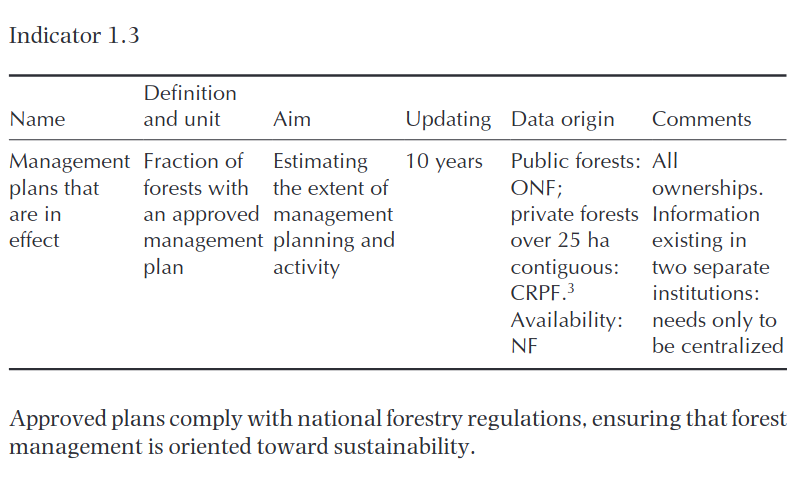 Indicator 1.3
Definition
Name and unit Aim Updating Data origin Comments
Management Fraction of Estimating 10 years Public forests: All
plans that forests with the extent of ONF; ownerships.
are in an approved management private forests Information
effect management planning and over 25 ha existing in
plan activity contiguous: two separate
CRPF.³ institutions:
Availability: needs only to
NF be centralized
Approved plans comply with national forestry regulations, ensuring that forest
management is oriented toward sustainability.